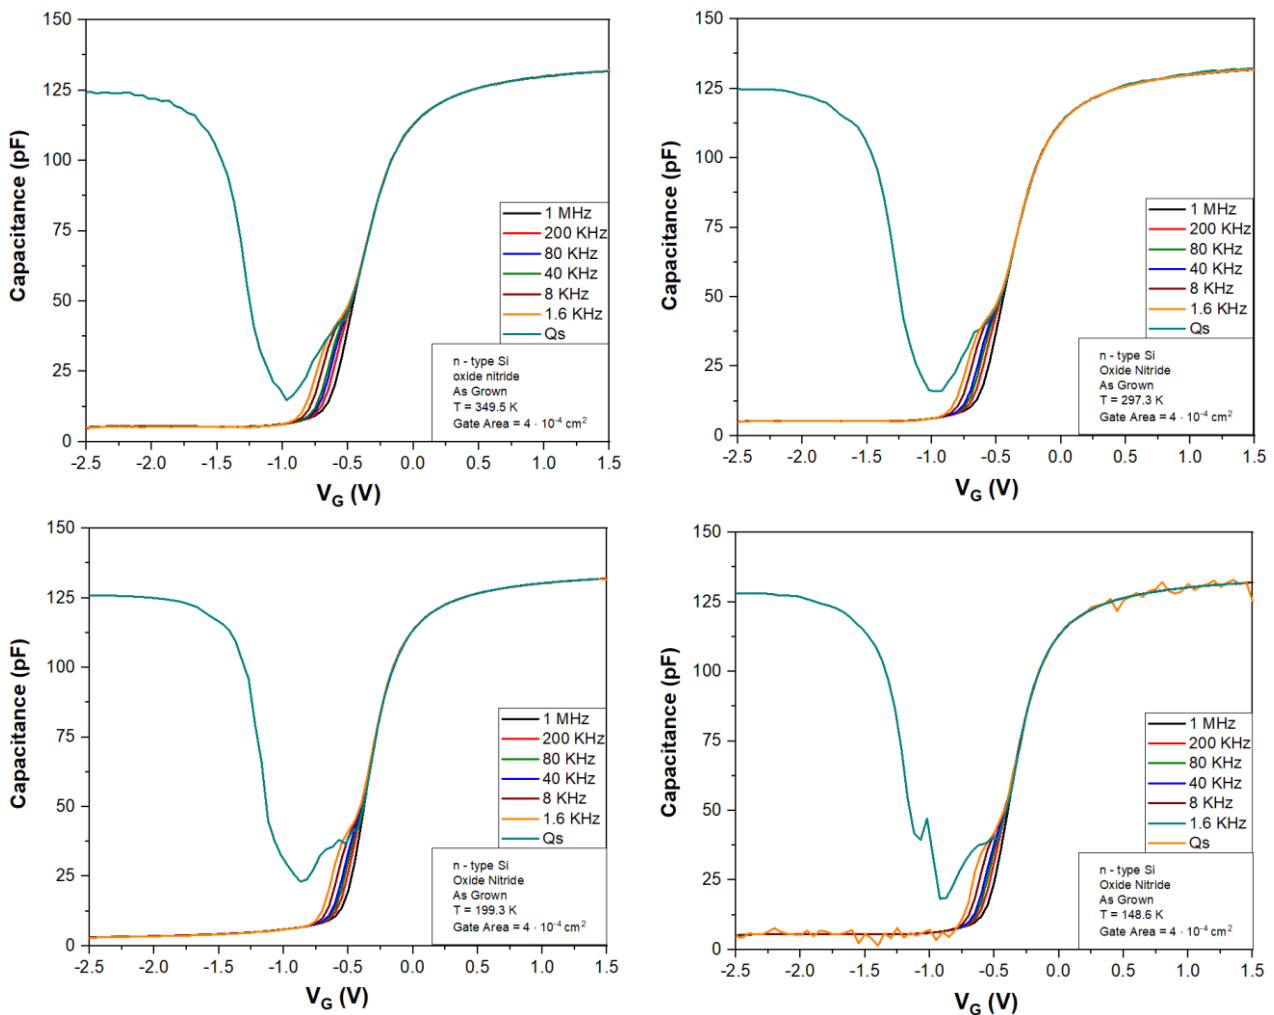 150
125
100
75
50
25
0
Capacitance (pF)
1 MHz
200 KHz
80 KHz
40 KHz
8 KHz
1.6 KHz
Qs
n - type Si
oxide nitride
As Grown
T = 349.5 K
Gate Area = 4 · 10⁻⁴ cm²
-2.5 -2.0 -1.5 -1.0 -0.5 0.0 0.5 1.0 1.5
V_G (V)
150
125
100
75
50
25
0
Capacitance (pF)
1 MHz
200 KHz
80 KHz
40 KHz
8 KHz
1.6 KHz
Qs
n - type Si
Oxide Nitride
As Grown
T = 297.3 K
Gate Area = 4 · 10⁻⁴ cm²
-2.5 -2.0 -1.5 -1.0 -0.5 0.0 0.5 1.0 1.5
V_G (V)
150
125
100
75
50
25
0
Capacitance (pF)
1 MHz
200 KHz
80 KHz
40 KHz
8 KHz
1.6 KHz
Qs
n - type Si
Oxide Nitride
As Grown
T = 199.3 K
Gate Area = 4 · 10⁻⁴ cm²
-2.5 -2.0 -1.5 -1.0 -0.5 0.0 0.5 1.0 1.5
V_G (V)
150
125
100
75
50
25
0
Capacitance (pF)
1 MHz
200 KHz
80 KHz
40 KHz
8 KHz
1.6 KHz
Qs
n - type Si
Oxide Nitride
As Grown
T = 148.6 K
Gate Area = 4 · 10⁻⁴ cm²
-2.5 -2.0 -1.5 -1.0 -0.5 0.0 0.5 1.0 1.5
V_G (V)